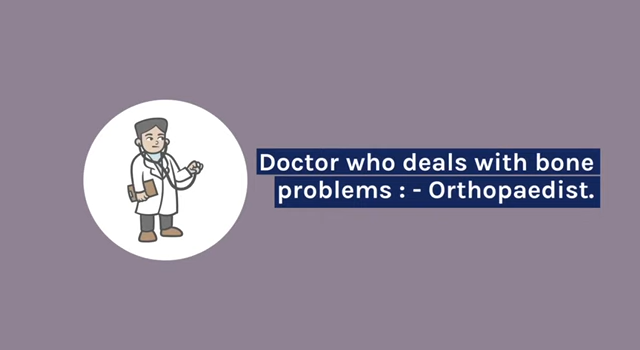 Doctor who deals with bone
problems : - Orthopaedist.